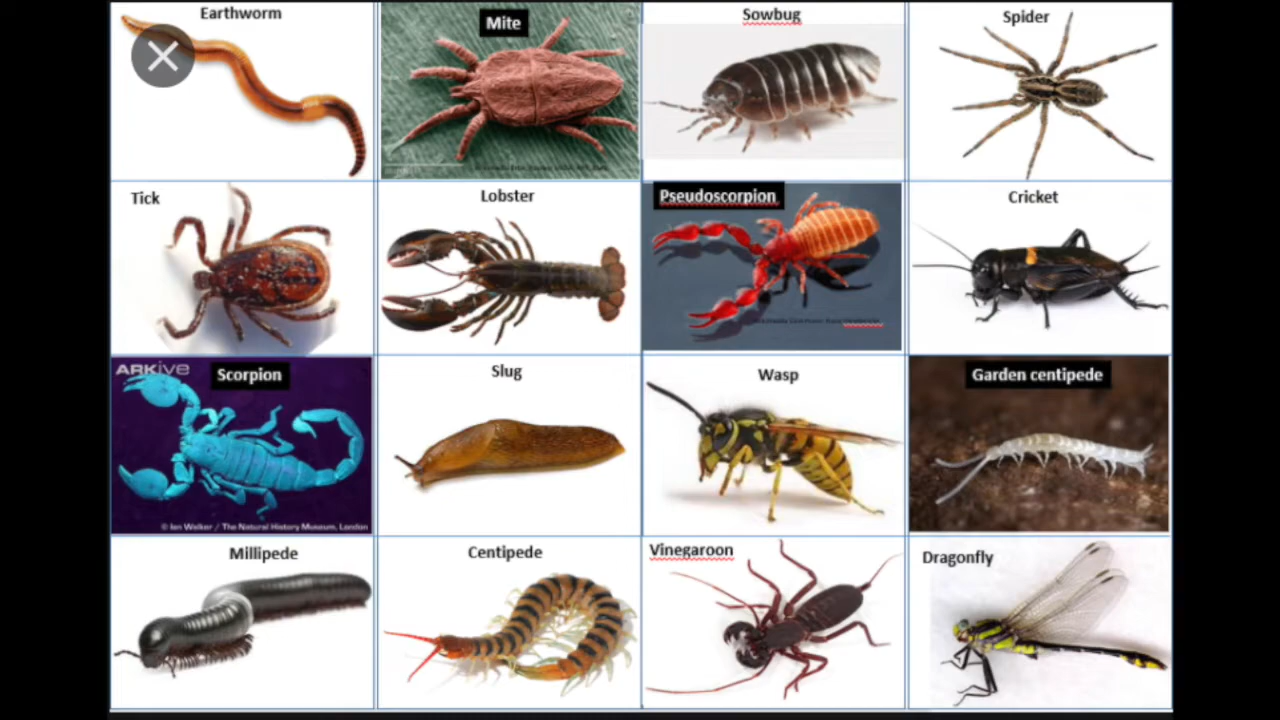 Earthworm
Mite
Sowbug
Spider
Tick
Lobster
Pseudoscorpion
Cricket
ARKive
Scorpion
Slug
Wasp
Garden centipede
© Ian Walker / The Natural History Museum, London
Millipede
Centipede
Vinegaroon
Dragonfly